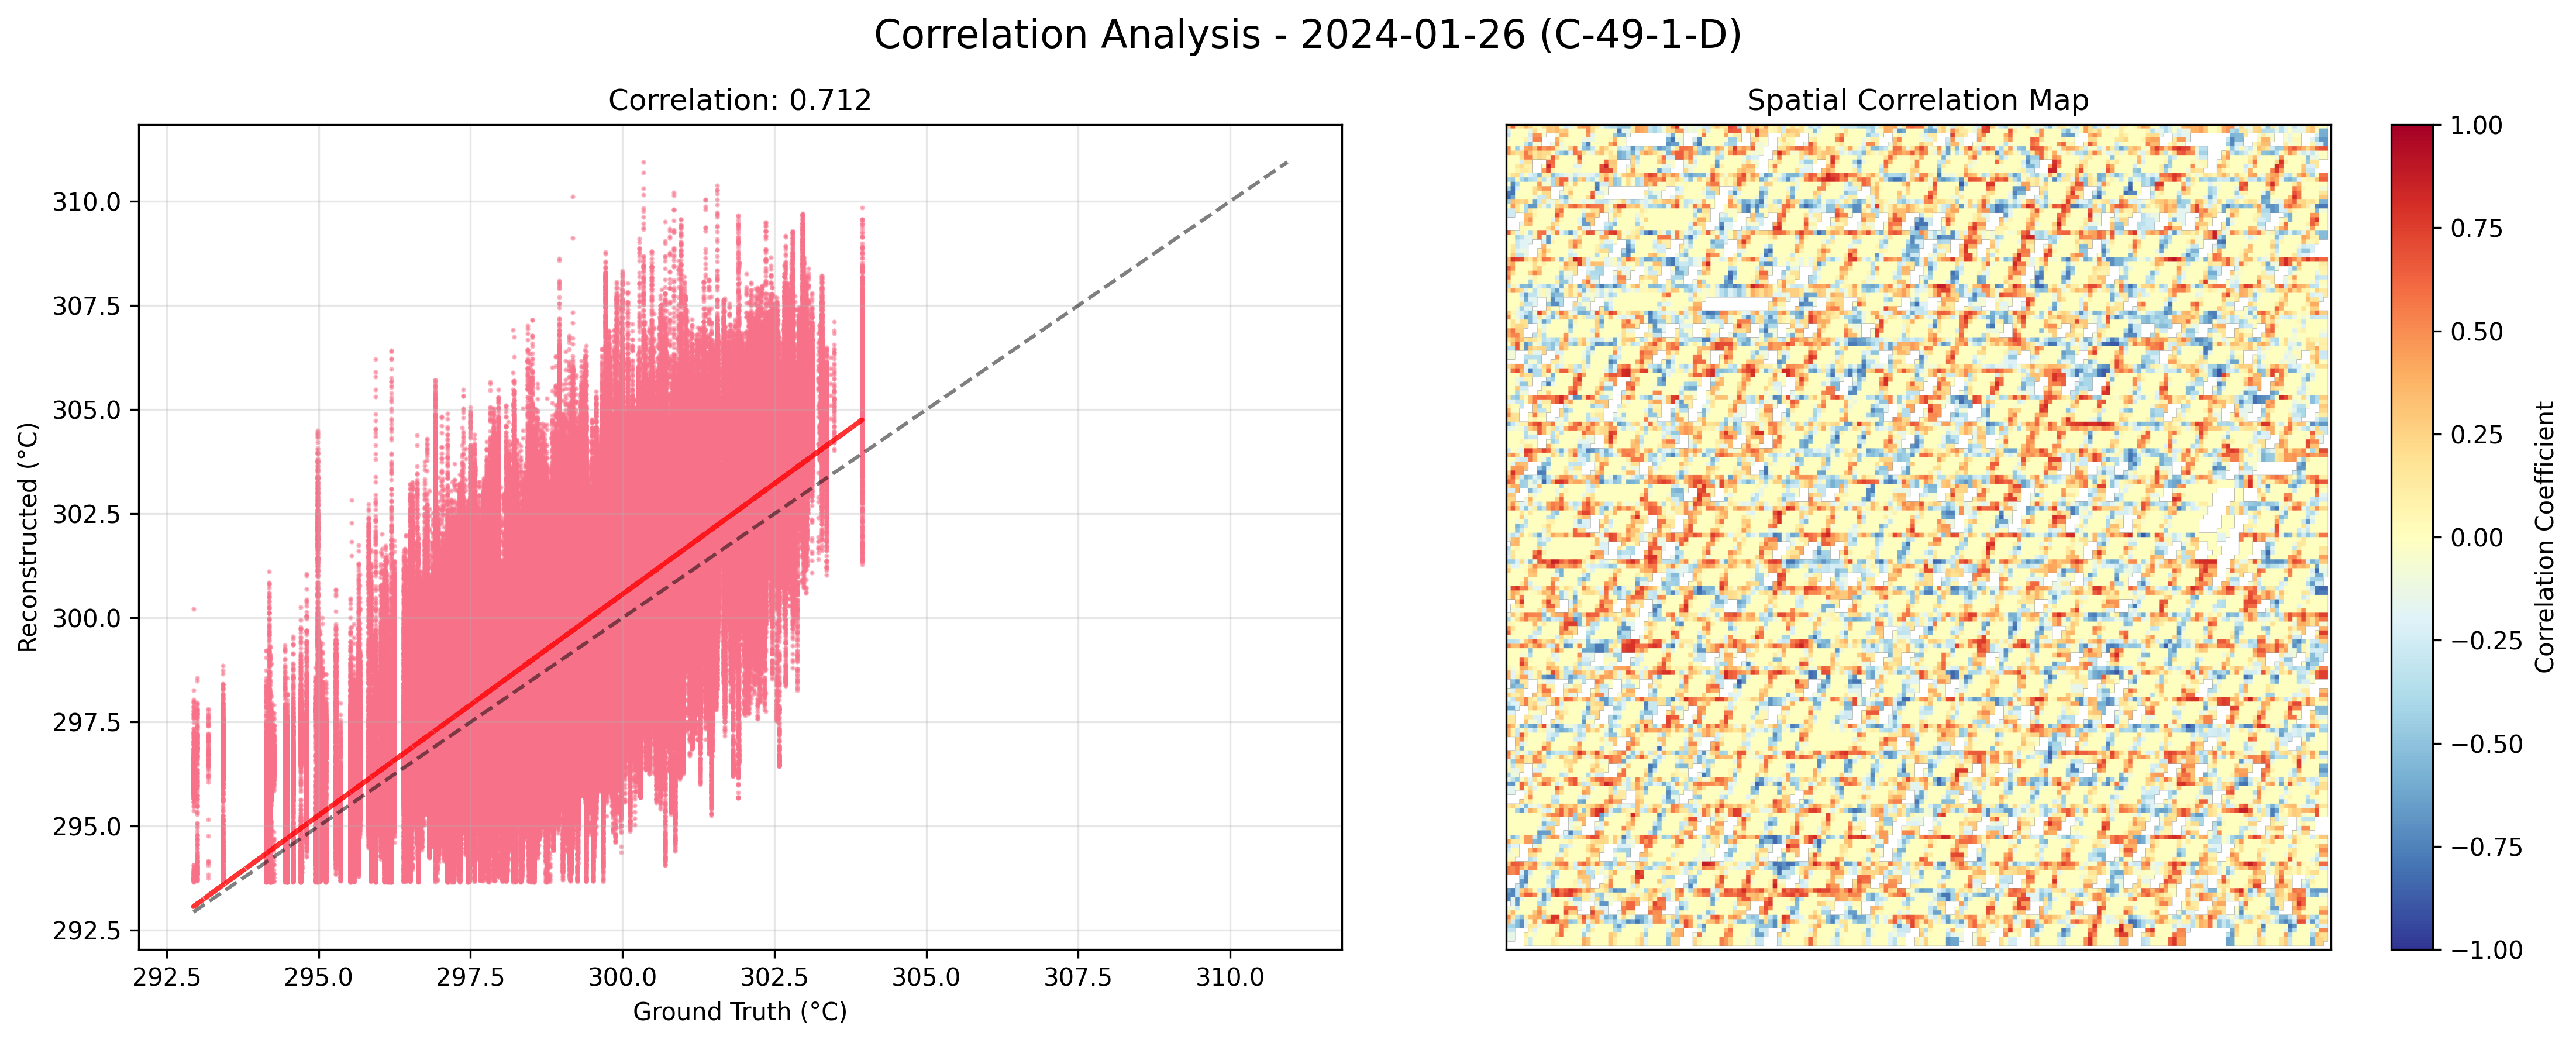 Correlation Analysis - 2024-01-26 (C-49-1-D)
Correlation: 0.712
Reconstructed (°C)
310.0
307.5
305.0
302.5
300.0
297.5
295.0
292.5
292.5 295.0 297.5 300.0 302.5 305.0 307.5 310.0
Ground Truth (°C)
Spatial Correlation Map
1.00
0.75
0.50
0.25
0.00
−0.25
−0.50
−0.75
−1.00
Correlation Coefficient